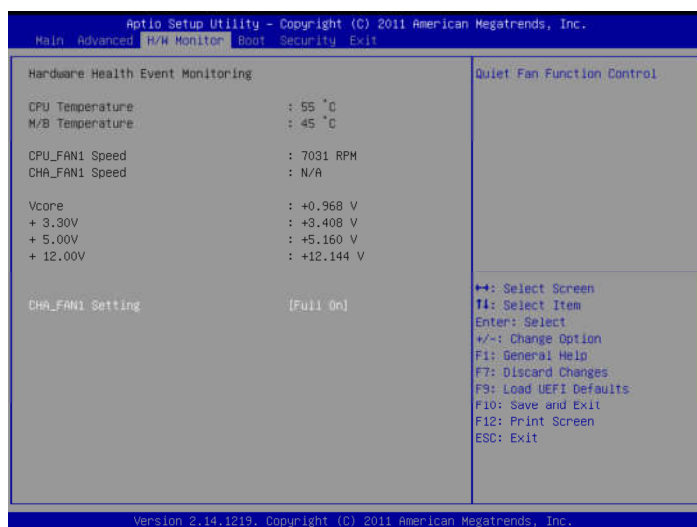 Aptio Setup Utility – Copyright (C) 2011 American Megatrends, Inc.
Main Advanced H/W Monitor Boot Security Exit
Hardware Health Event Monitoring
CPU Temperature : 55 °C
M/B Temperature : 45 °C
CPU_FAN1 Speed : 7031 RPM
CHA_FAN1 Speed : N/A
Vcore : +0.968 V
+ 3.30V : +3.408 V
+ 5.00V : +5.160 V
+ 12.00V : +12.144 V
CHA_FAN1 Setting [Full On]
Quiet Fan Function Control
↔: Select Screen
↑↓: Select Item
Enter: Select
+/-: Change Option
F1: General Help
F7: Discard Changes
F9: Load UEFI Defaults
F10: Save and Exit
F12: Print Screen
ESC: Exit
Version 2.14.1219. Copyright (C) 2011 American Megatrends, Inc.